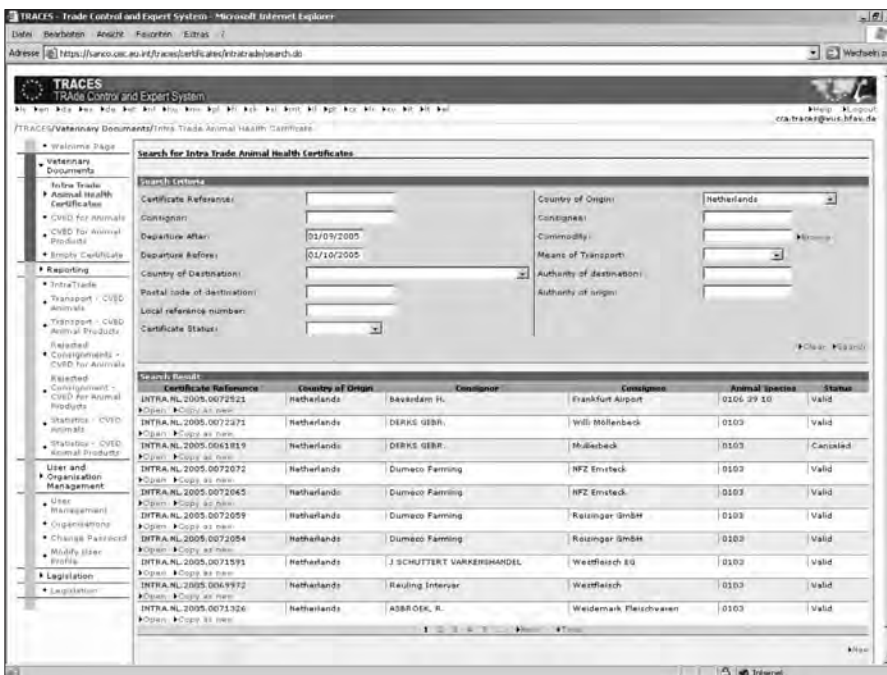 TRACES - Trade Control and Expert System - Microsoft Internet Explorer
Datei Bearbeiten Ansicht Favoriten Extras ?
Adresse https://sanco.cec.eu.int/traces/certificates/intratrade/search.do Wechseln
TRACES
TRAde Control and Expert System
Help Logout
/TRACES/Veterinary Documents/Intra Trade Animal Health Certificate
Welcome Page
Veterinary Documents
Intra Trade Animal Health Certificates
CVED for Animals
CVED for Animal Products
Empty Certificate
Reporting
IntraTrade
Transport - CVED Animals
Transport - CVED Animal Products
Rejected Consignments - CVED for Animals
Rejected Consignment - CVED for Animal Products
Statistics - CVED Animals
Statistics - CVED Animal Products
User and Organisation Management
User Management
Organisations
Change Password
Modify User Profile
Legislation
Legislation
Search for Intra Trade Animal Health Certificates
Search Criteria
Certificate Reference: Country of Origin: Netherlands
Consignor: Consignee:
Departure After: 01/09/2005 Commodity: Browse
Departure Before: 01/10/2005 Means of Transport:
Country of Destination: Authority of destination:
Postal code of destination: Authority of origin:
Local reference number:
Certificate Status:
Clear Search
Search Result
Certificate Reference Country of Origin Consignor Consignee Animal Species Status
INTRA.NL.2005.0072521 Netherlands H. Frankfurt Airport 0106 39 10 Valid
Open Copy as new
INTRA.NL.2005.0072371 Netherlands DERKS GEBR. Willi Möllenbeck 0103 Valid
Open Copy as new
INTRA.NL.2005.0061819 Netherlands DERKS GEBR. 0103 Canceled
Open Copy as new
INTRA.NL.2005.0072072 Netherlands Dumeco Farming NFZ Emsteck 0103 Valid
Open Copy as new
INTRA.NL.2005.0072065 Netherlands Dumeco Farming NFZ Emsteck 0103 Valid
Open Copy as new
INTRA.NL.2005.0072059 Netherlands Dumeco Farming Reisinger GmbH 0103 Valid
Open Copy as new
INTRA.NL.2005.0072054 Netherlands Dumeco Farming Reisinger GmbH 0103 Valid
Open Copy as new
INTRA.NL.2005.0071591 Netherlands J SCHUTTERT VARKENSHANDEL Westfleisch EG 0103 Valid
Open Copy as new
INTRA.NL.2005.0069972 Netherlands Reuling Intervar Westfleisch 0103 Valid
Open Copy as new
INTRA.NL.2005.0071326 Netherlands ASBROEK, R. Weidemark Fleischwaren 0103 Valid
Open Copy as new
1 2 3 4 5 ... Next
New
Internet